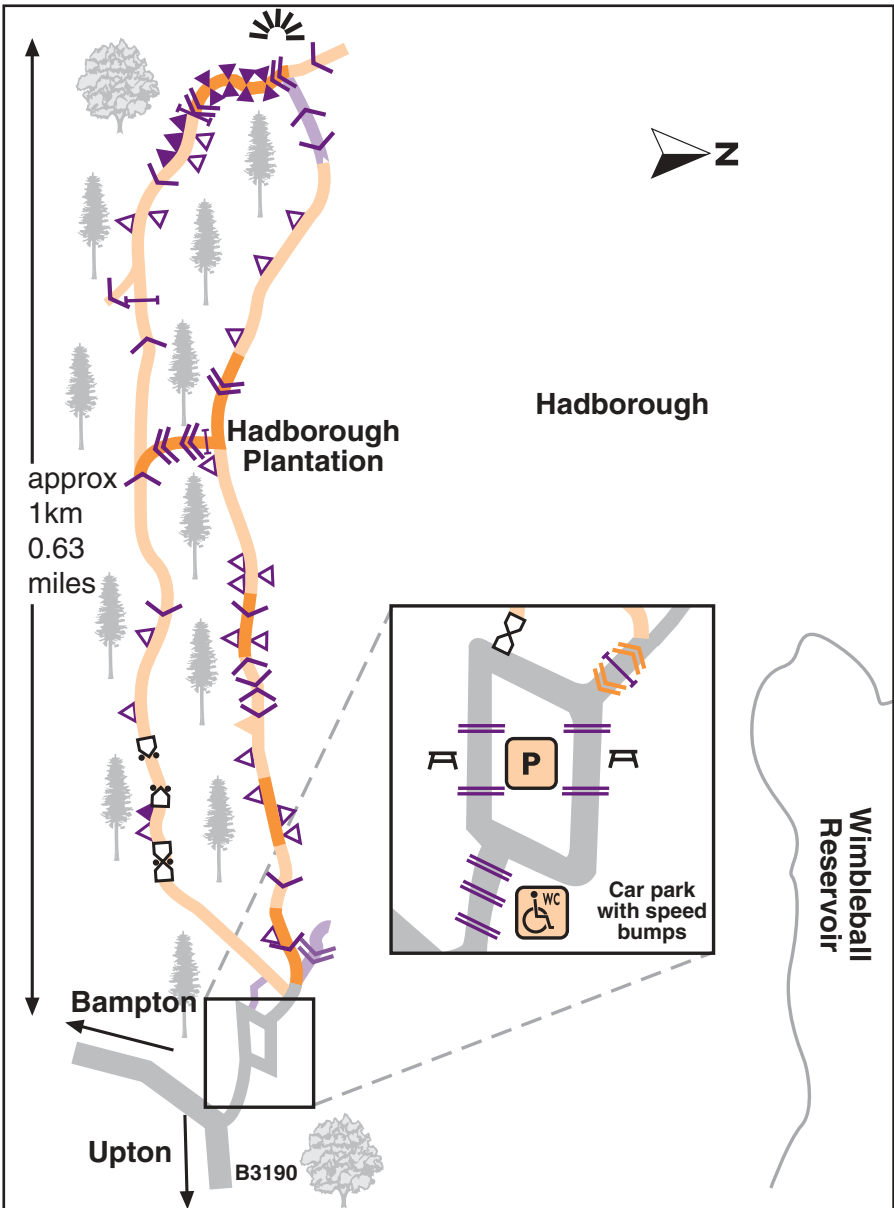 N
Hadborough
Hadborough
Plantation
approx
1km
0.63
miles
P
WC
Car park
with speed
bumps
Wimbleball
Reservoir
Bampton
Upton
B3190